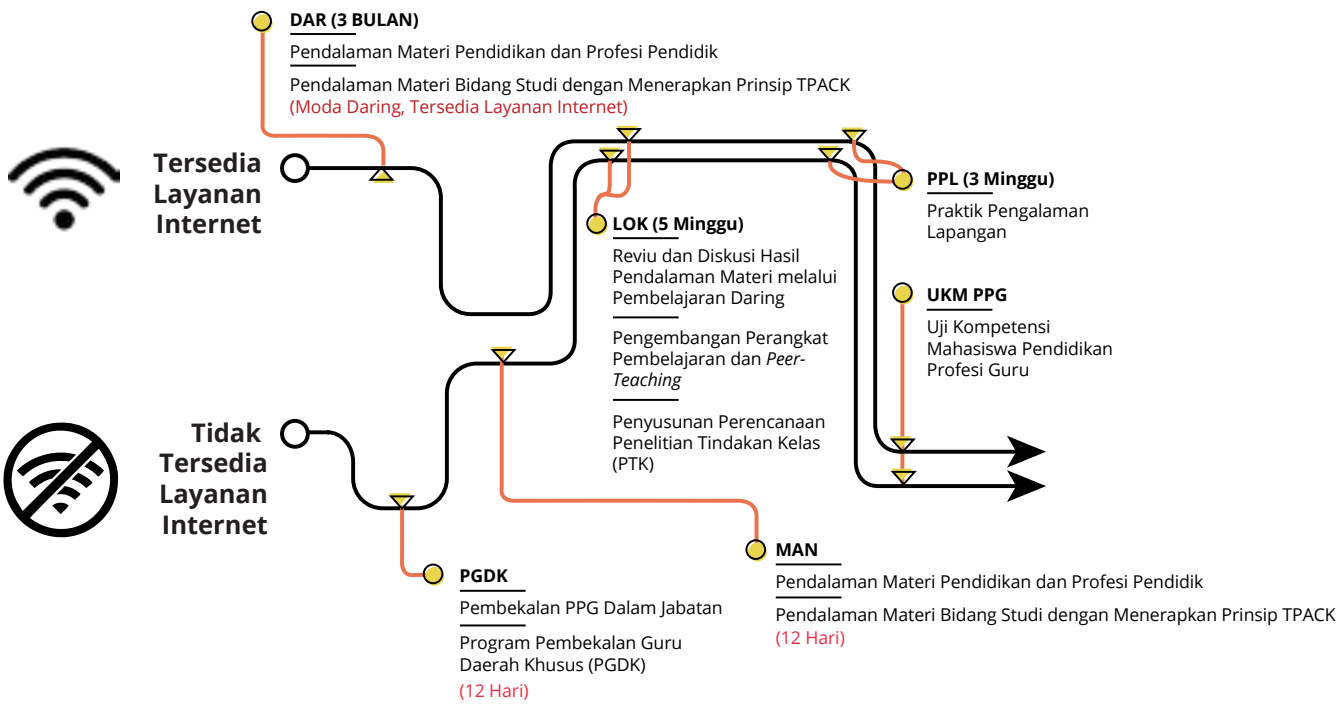 DAR (3 BULAN)
Pendalaman Materi Pendidikan dan Profesi Pendidik
Pendalaman Materi Bidang Studi dengan Menerapkan Prinsip TPACK
(Moda Daring, Tersedia Layanan Internet)
Tersedia
Layanan
Internet
LOK (5 Minggu)
Reviu dan Diskusi Hasil
Pendalaman Materi melalui
Pembelajaran Daring
Pengembangan Perangkat
Pembelajaran dan Peer-
Teaching
Penyusunan Perencanaan
Penelitian Tindakan Kelas
(PTK)
PPL (3 Minggu)
Praktik Pengalaman
Lapangan
UKM PPG
Uji Kompetensi
Mahasiswa Pendidikan
Profesi Guru
Tidak
Tersedia
Layanan
Internet
PGDK
Pembekalan PPG Dalam Jabatan
Program Pembekalan Guru
Daerah Khusus (PGDK)
(12 Hari)
MAN
Pendalaman Materi Pendidikan dan Profesi Pendidik
Pendalaman Materi Bidang Studi dengan Menerapkan Prinsip TPACK
(12 Hari)